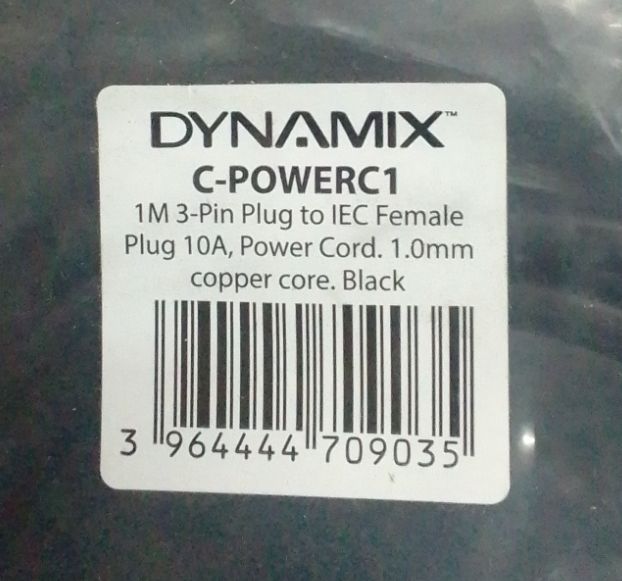 DYNAMIX™
C-POWERC1
1M 3-Pin Plug to IEC Female
Plug 10A, Power Cord. 1.0mm
copper core. Black
3 964444 709035